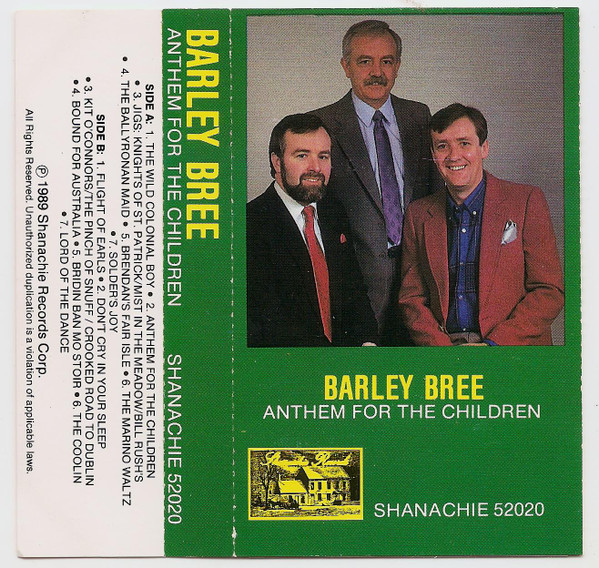 BARLEY BREE
ANTHEM FOR THE CHILDREN
SHANACHIE 52020
BARLEY BREE
ANTHEM FOR THE CHILDREN SHANACHIE 52020
SIDE A: 1. THE WILD COLONIAL BOY • 2. ANTHEM FOR THE CHILDREN
• 3. JIGS: KNIGHTS OF ST. PATRICK/MIST IN THE MEADOW/BILL RUSH'S
• 4. THE BALLYRONAN MAID • 5. BRENDAN'S FAIR ISLE • 6. THE MARINO WALTZ
• 7. SOLDER'S JOY
SIDE B: 1. FLIGHT OF EARLS • 2. DON'T CRY IN YOUR SLEEP
• 3. KIT O'CONNORS/THE PINCH OF SNUFF / CROOKED ROAD TO DUBLIN
• 4. BOUND FOR AUSTRALIA • 5. BRIDIN BAN MO STOIR • 6. THE COOLIN
• 7. LORD OF THE DANCE
℗ 1989 Shanachie Records Corp.
All Rights Reserved. Unauthorized duplication is a violation of applicable laws.